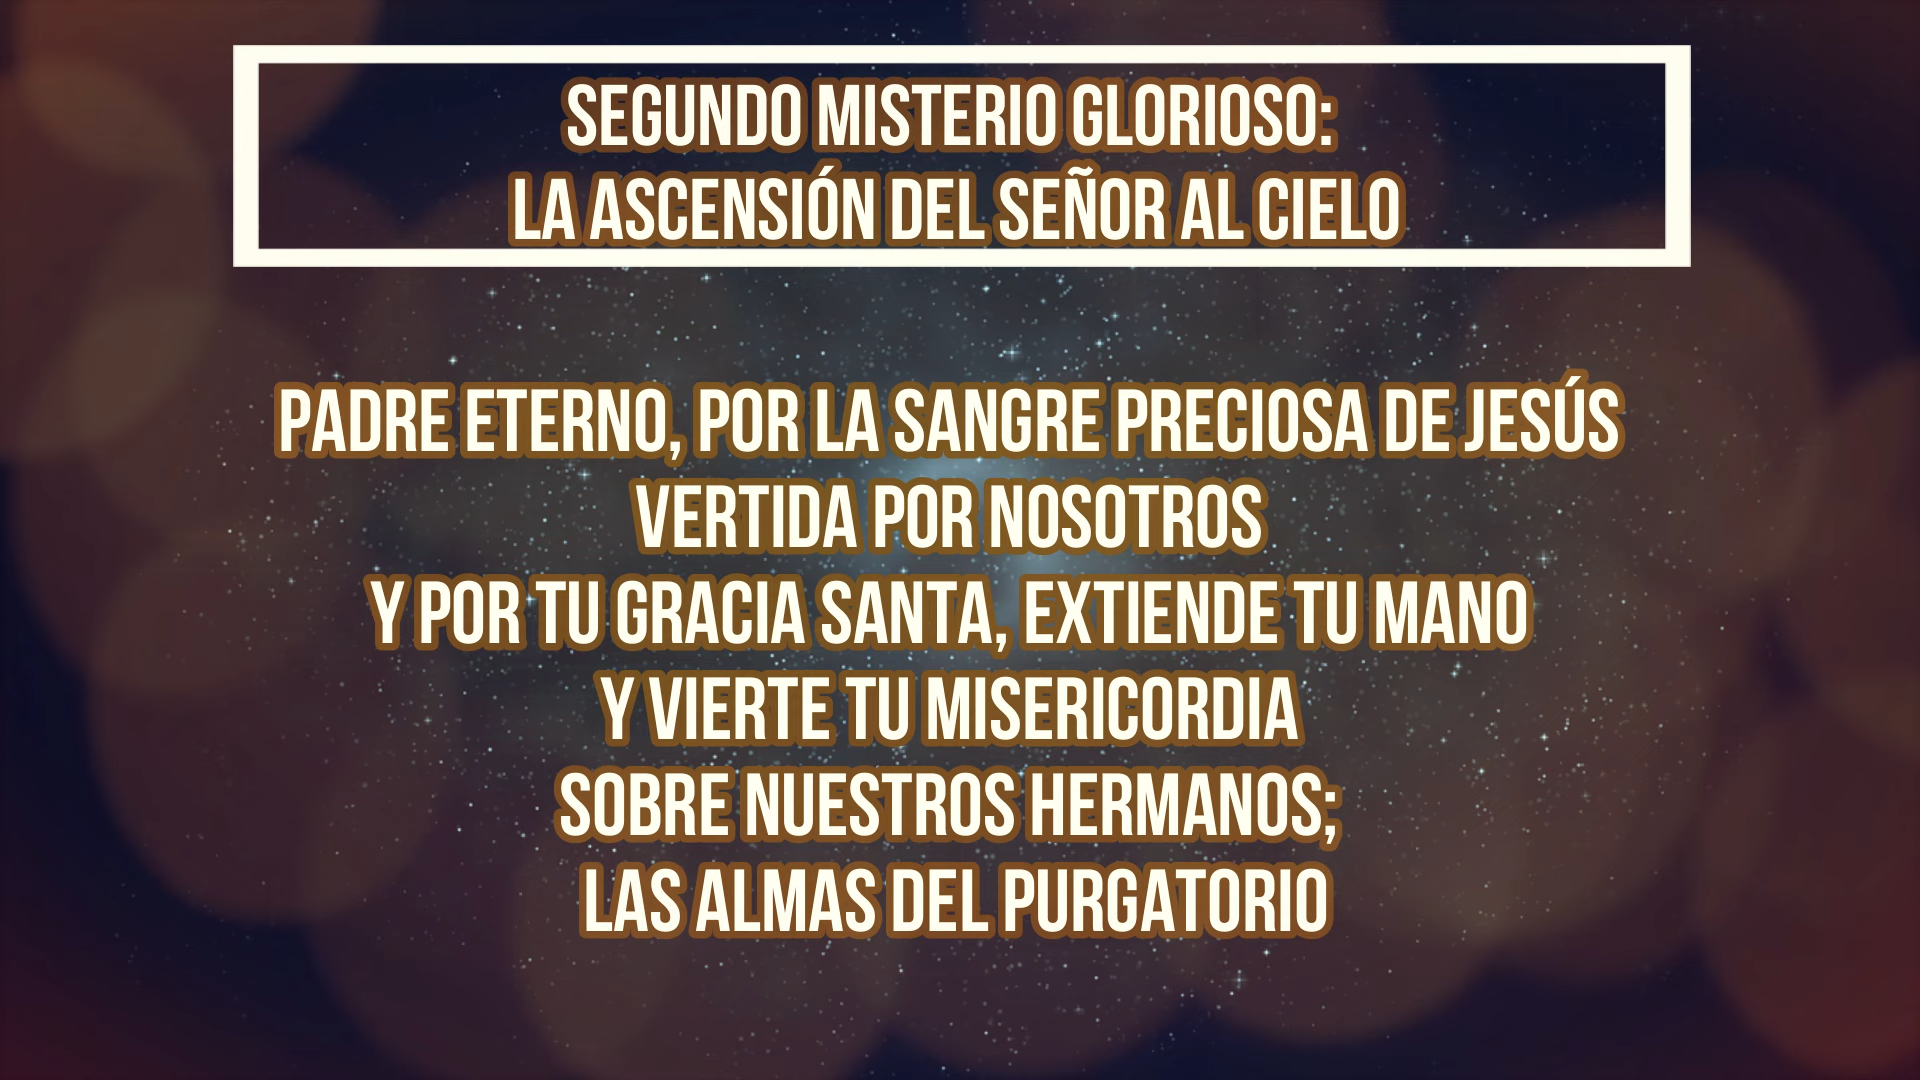 SEGUNDO MISTERIO GLORIOSO:
LA ASCENSIÓN DEL SEÑOR AL CIELO
PADRE ETERNO, POR LA SANGRE PRECIOSA DE JESÚS
VERTIDA POR NOSOTROS
Y POR TU GRACIA SANTA, EXTIENDE TU MANO
Y VIERTE TU MISERICORDIA
SOBRE NUESTROS HERMANOS;
LAS ALMAS DEL PURGATORIO